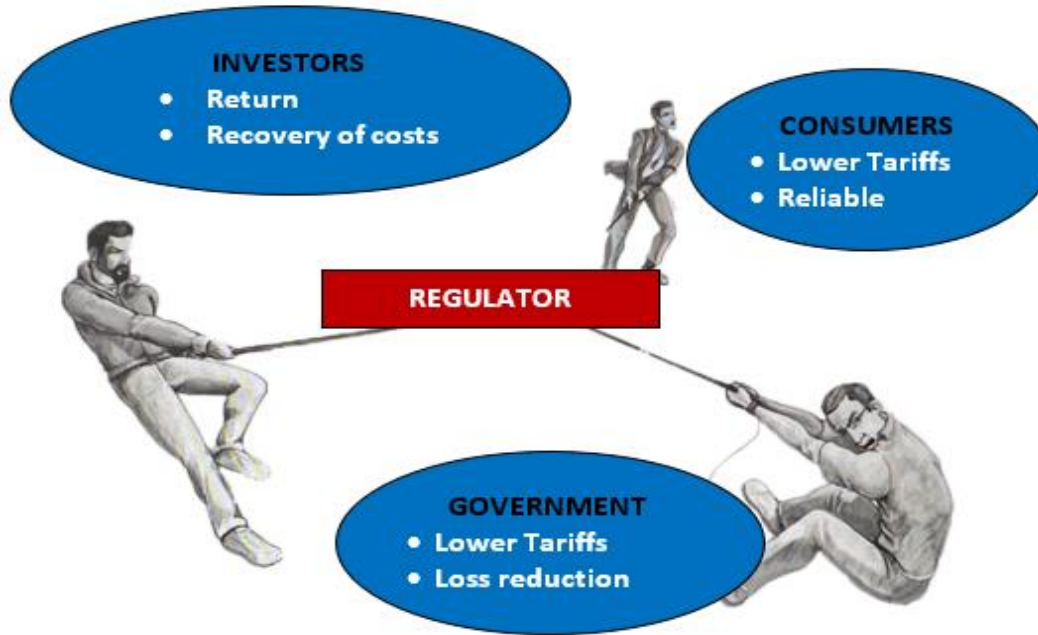 INVESTORS
• Return
• Recovery of costs
CONSUMERS
• Lower Tariffs
• Reliable
REGULATOR
GOVERNMENT
• Lower Tariffs
• Loss reduction